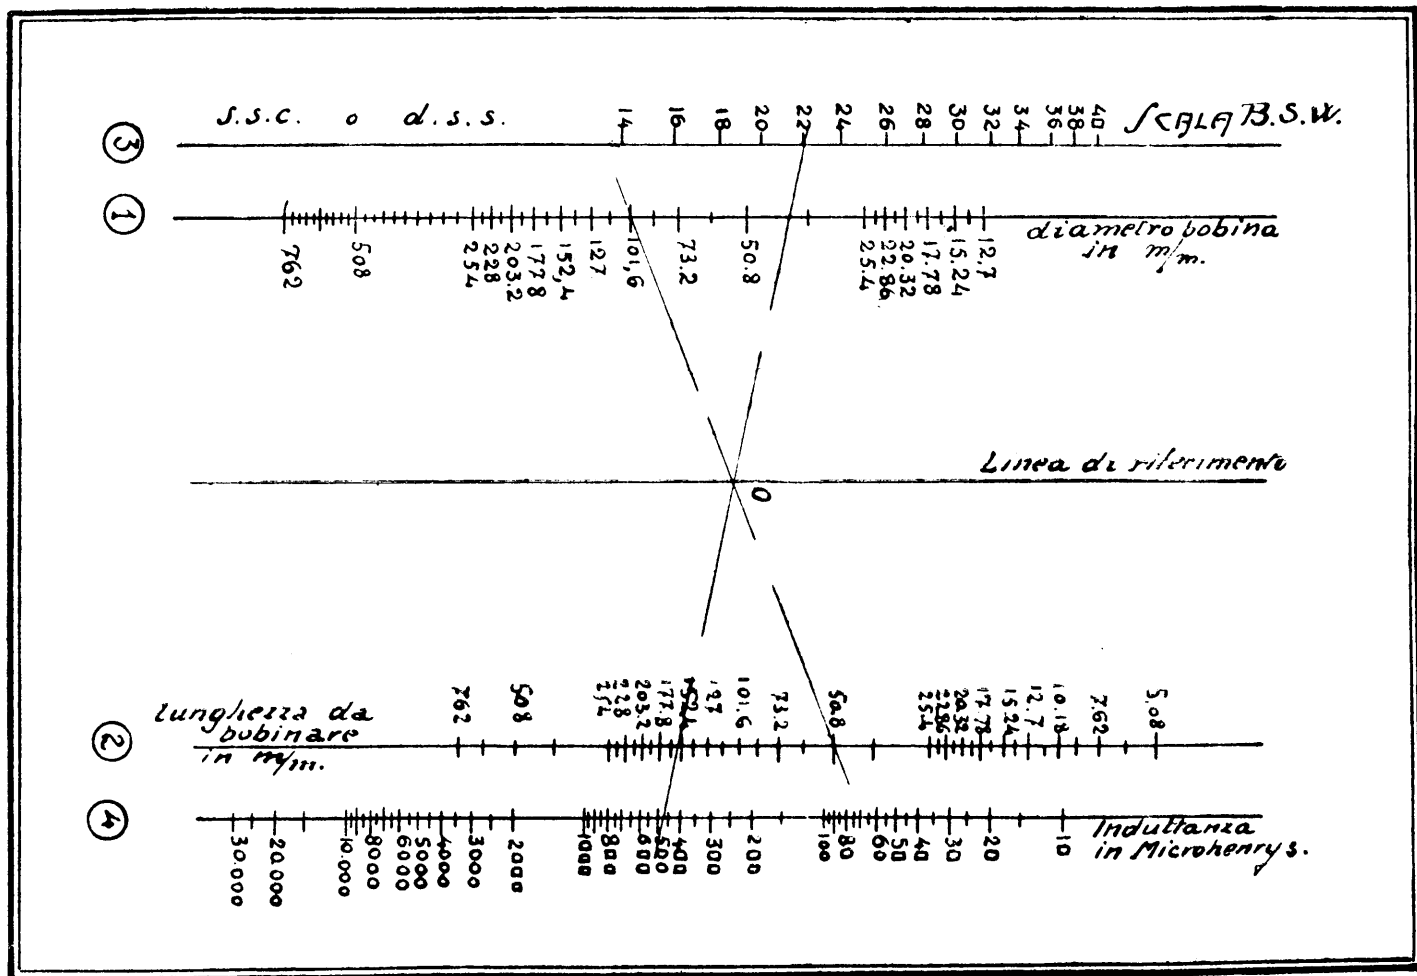 S.S.C. o d.s.s.
14 16 18 20 22 24 26 28 30 32 34 36 38 40
SCALA B.S.W.
3
1
762 508 254 228 203.2 177 8 152,4 127 101,6 73.2 50.8 25.4 22.86 20.32 17.78 15.24 12.7
diametro bobina
in m/m.
Linea di riferimento
O
lunghezza da
bobinare
in m/m.
762 508 254 228 203.2 177.8 152.4 127 101.6 73.2 508 25.4 22.86 20.32 17.78 15.24 12.7 10.18 7.62 5,08
2
4
30.000 20.000 10.000 8000 6000 5000 4000 3000 2000 1000 800 600 500 400 300 200 100 80 60 50 40 30 20 10
Induttanza
in Microhenrys.